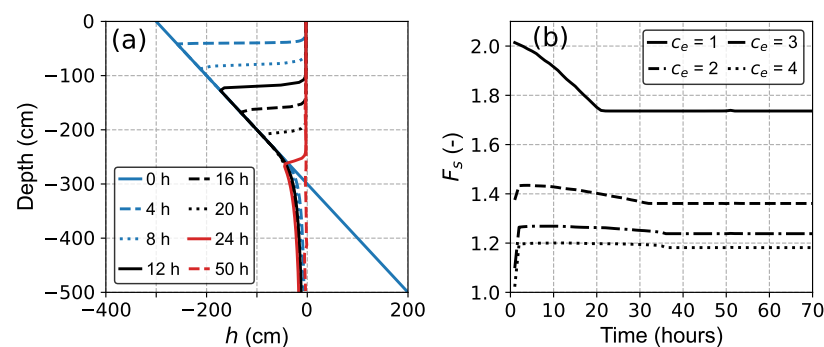 (a)
0
−100
−200
−300
−400
−500
Depth (cm)
−400
−200
0
200
h (cm)
0 h
4 h
8 h
12 h
16 h
20 h
24 h
50 h
(b)
2.0
1.8
1.6
1.4
1.2
1.0
F_s (-)
0
10
20
30
40
50
60
70
Time (hours)
c_e = 1
c_e = 2
c_e = 3
c_e = 4